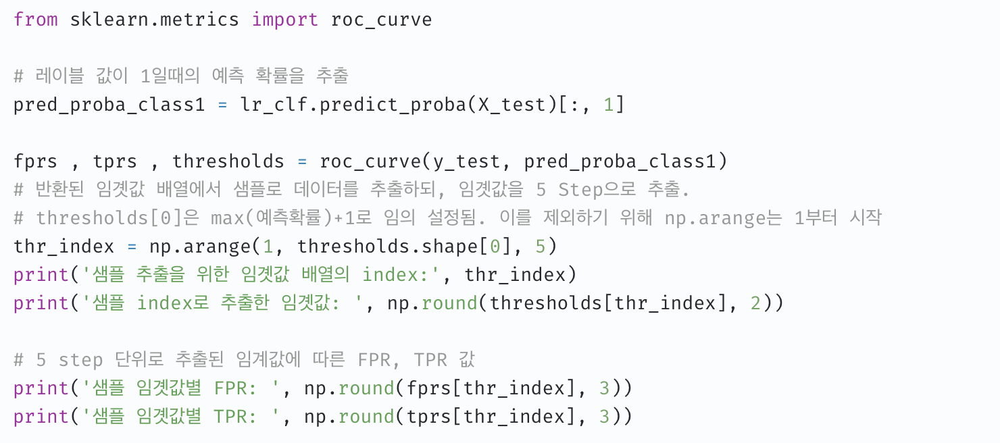 from sklearn.metrics import roc_curve
# 레이블 값이 1일때의 예측 확률을 추출
pred_proba_class1 = lr_clf.predict_proba(X_test)[:, 1]
fprs , tprs , thresholds = roc_curve(y_test, pred_proba_class1)
# 반환된 임곗값 배열에서 샘플로 데이터를 추출하되, 임곗값을 5 Step으로 추출.
# thresholds[0]은 max(예측확률)+1로 임의 설정됨. 이를 제외하기 위해 np.arange는 1부터 시작
thr_index = np.arange(1, thresholds.shape[0], 5)
print('샘플 추출을 위한 임곗값 배열의 index:', thr_index)
print('샘플 index로 추출한 임곗값: ', np.round(thresholds[thr_index], 2))
# 5 step 단위로 추출된 임계값에 따른 FPR, TPR 값
print('샘플 임곗값별 FPR: ', np.round(fprs[thr_index], 3))
print('샘플 임곗값별 TPR: ', np.round(tprs[thr_index], 3))